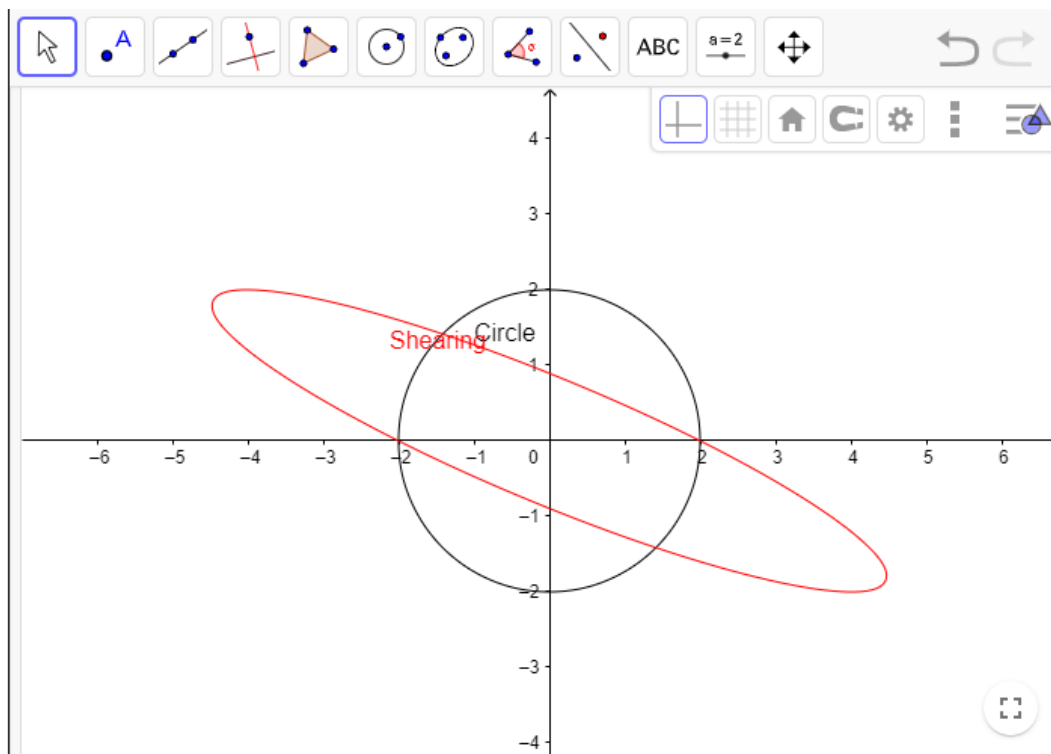 A
α
ABC
a=2
4
3
2
Shearing
Circle
1
–6 –5 –4 –3 –2 –1 0 1 2 3 4 5 6
–1
–2
–3
–4